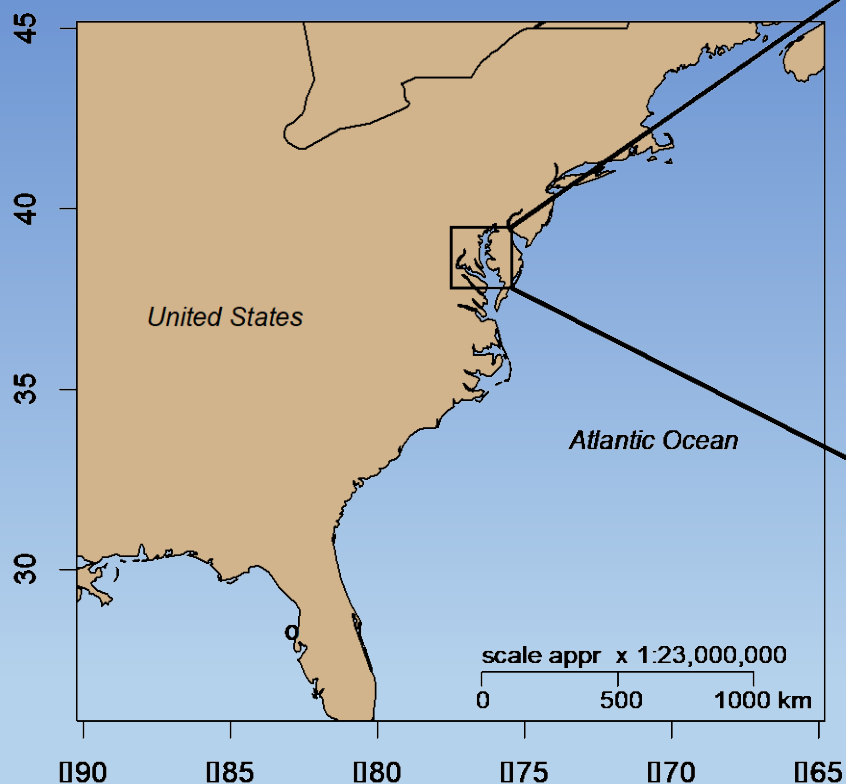 45
40
35
30
United States
Atlantic Ocean
scale appr x 1:23,000,000
0 500 1000 km
o
▯90 ▯85 ▯80 ▯75 ▯70 ▯65